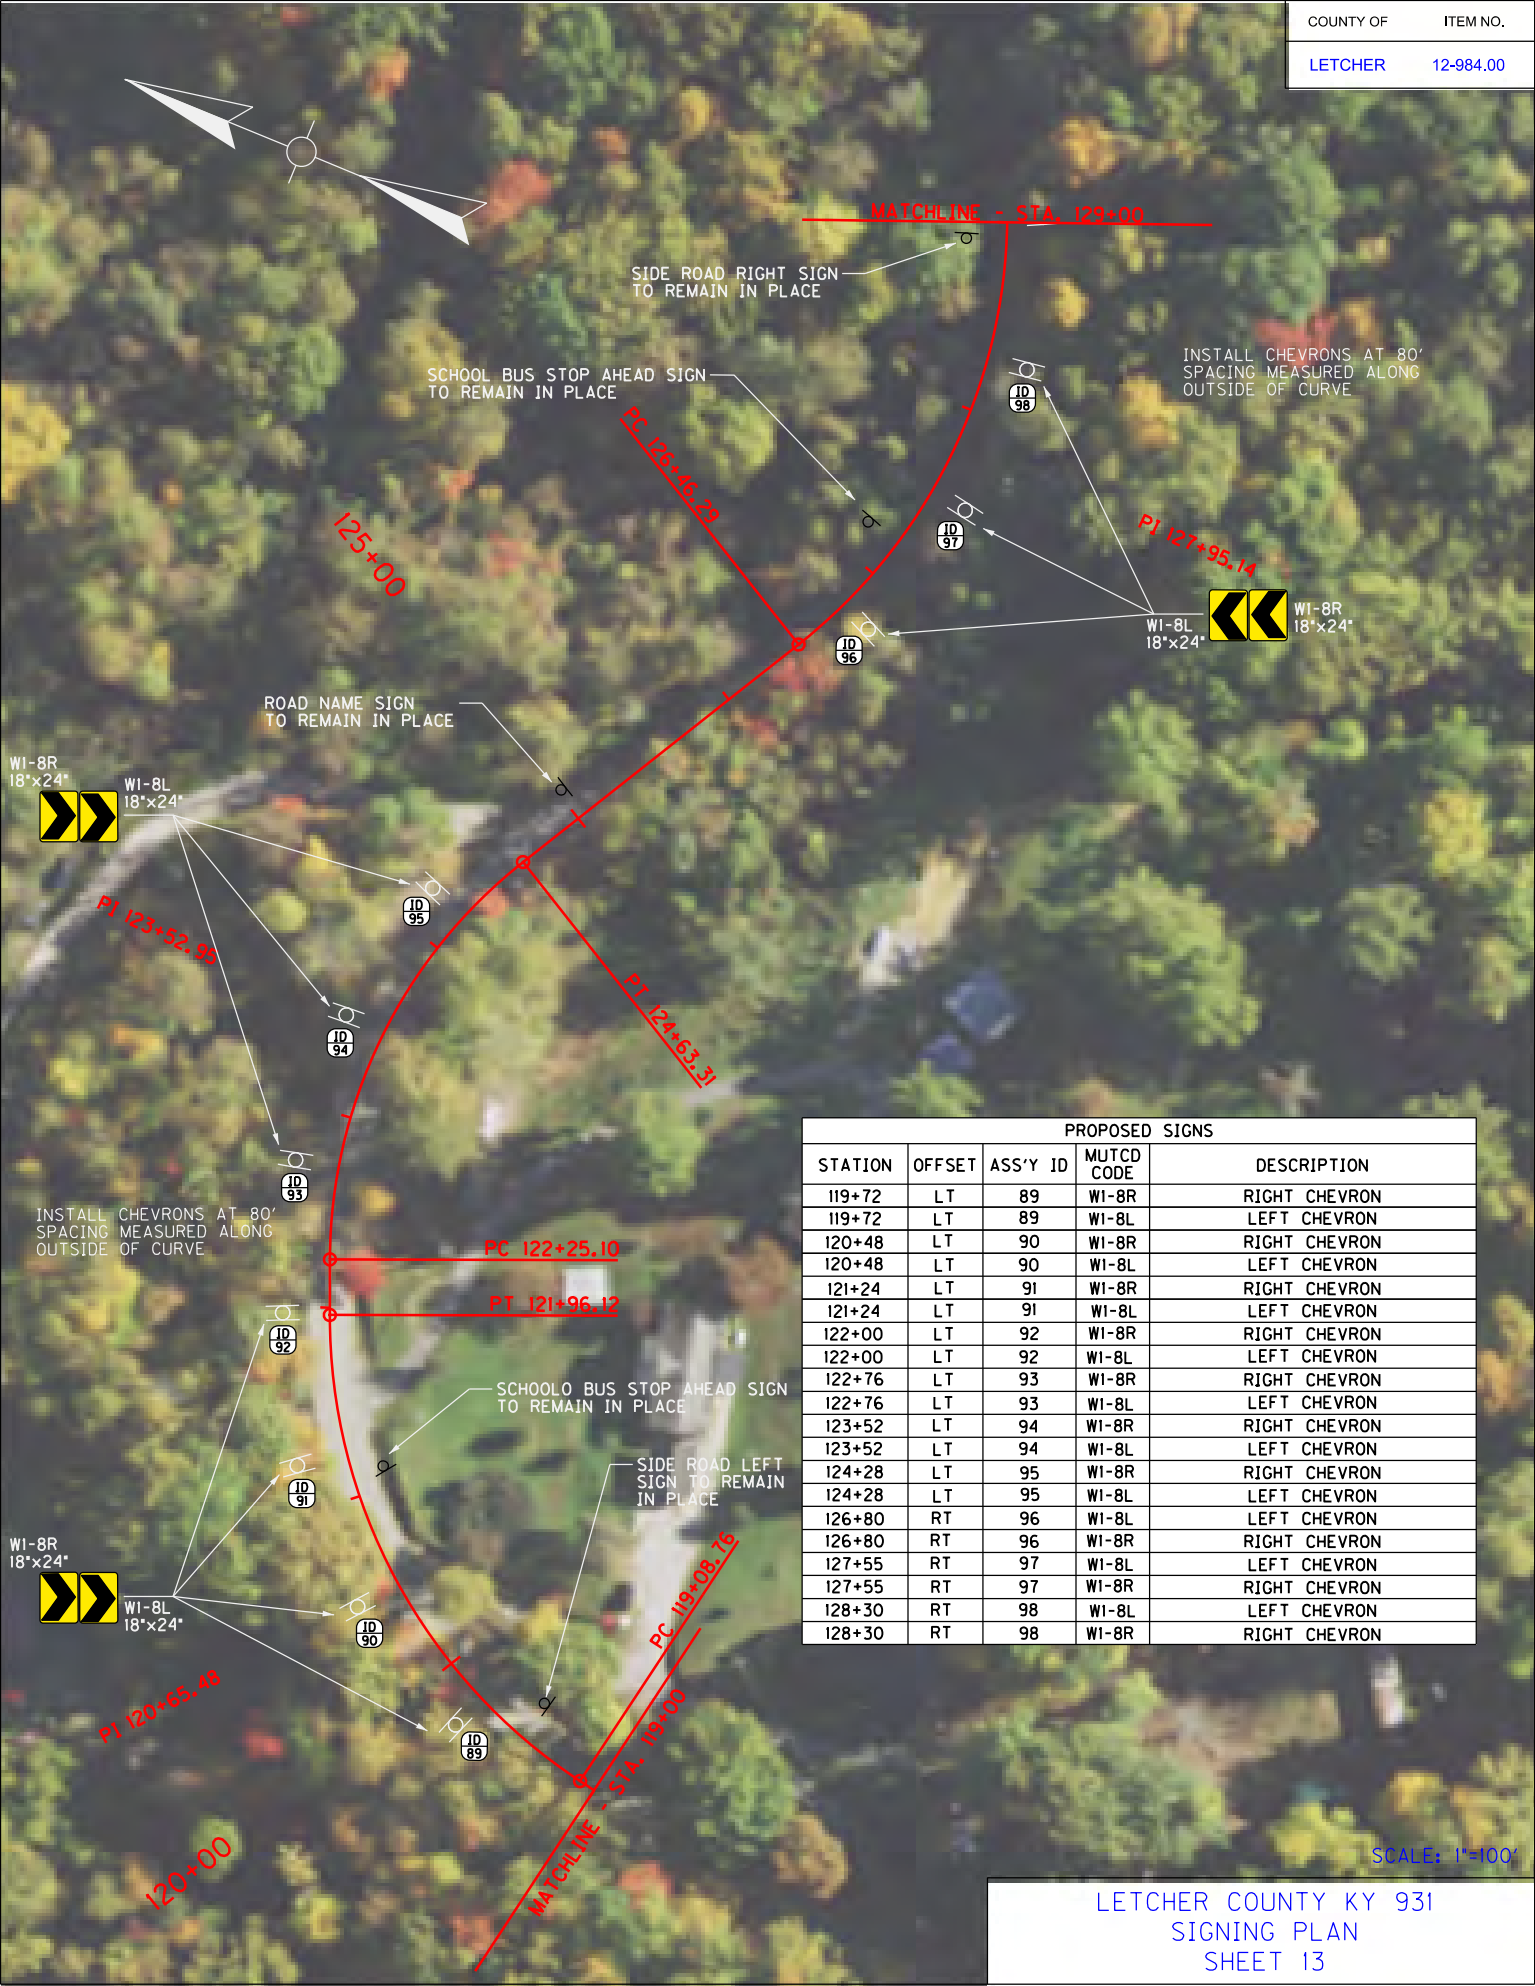 COUNTY OF ITEM NO.
LETCHER 12-984.00
MATCHLINE - STA. 129+00
SIDE ROAD RIGHT SIGN
TO REMAIN IN PLACE
SCHOOL BUS STOP AHEAD SIGN
TO REMAIN IN PLACE
INSTALL CHEVRONS AT 80'
SPACING MEASURED ALONG
OUTSIDE OF CURVE
ID
98
PC 126+46.29
125+00
ID
97
PI 127+95.14
W1-8L
18"x24"
W1-8R
18"x24"
ID
96
ROAD NAME SIGN
TO REMAIN IN PLACE
W1-8R
18"x24"
W1-8L
18"x24"
ID
95
PI 123+52.95
PT 124+63.31
ID
94
ID
93
INSTALL CHEVRONS AT 80'
SPACING MEASURED ALONG
OUTSIDE OF CURVE
PC 122+25.10
PT 121+96.12
ID
92
SCHOOLO BUS STOP AHEAD SIGN
TO REMAIN IN PLACE
SIDE ROAD LEFT
SIGN TO REMAIN
IN PLACE
ID
91
W1-8R
18"x24"
W1-8L
18"x24"
ID
90
PC 119+08.76
PI 120+65.48
ID
89
MATCHLINE - STA. 119+00
120+00
PROPOSED SIGNS
STATION OFFSET ASS'Y ID MUTCD CODE DESCRIPTION
119+72 LT 89 W1-8R RIGHT CHEVRON
119+72 LT 89 W1-8L LEFT CHEVRON
120+48 LT 90 W1-8R RIGHT CHEVRON
120+48 LT 90 W1-8L LEFT CHEVRON
121+24 LT 91 W1-8R RIGHT CHEVRON
121+24 LT 91 W1-8L LEFT CHEVRON
122+00 LT 92 W1-8R RIGHT CHEVRON
122+00 LT 92 W1-8L LEFT CHEVRON
122+76 LT 93 W1-8R RIGHT CHEVRON
122+76 LT 93 W1-8L LEFT CHEVRON
123+52 LT 94 W1-8R RIGHT CHEVRON
123+52 LT 94 W1-8L LEFT CHEVRON
124+28 LT 95 W1-8R RIGHT CHEVRON
124+28 LT 95 W1-8L LEFT CHEVRON
126+80 RT 96 W1-8L LEFT CHEVRON
126+80 RT 96 W1-8R RIGHT CHEVRON
127+55 RT 97 W1-8L LEFT CHEVRON
127+55 RT 97 W1-8R RIGHT CHEVRON
128+30 RT 98 W1-8L LEFT CHEVRON
128+30 RT 98 W1-8R RIGHT CHEVRON
SCALE: 1"=100'
LETCHER COUNTY KY 931
SIGNING PLAN
SHEET 13